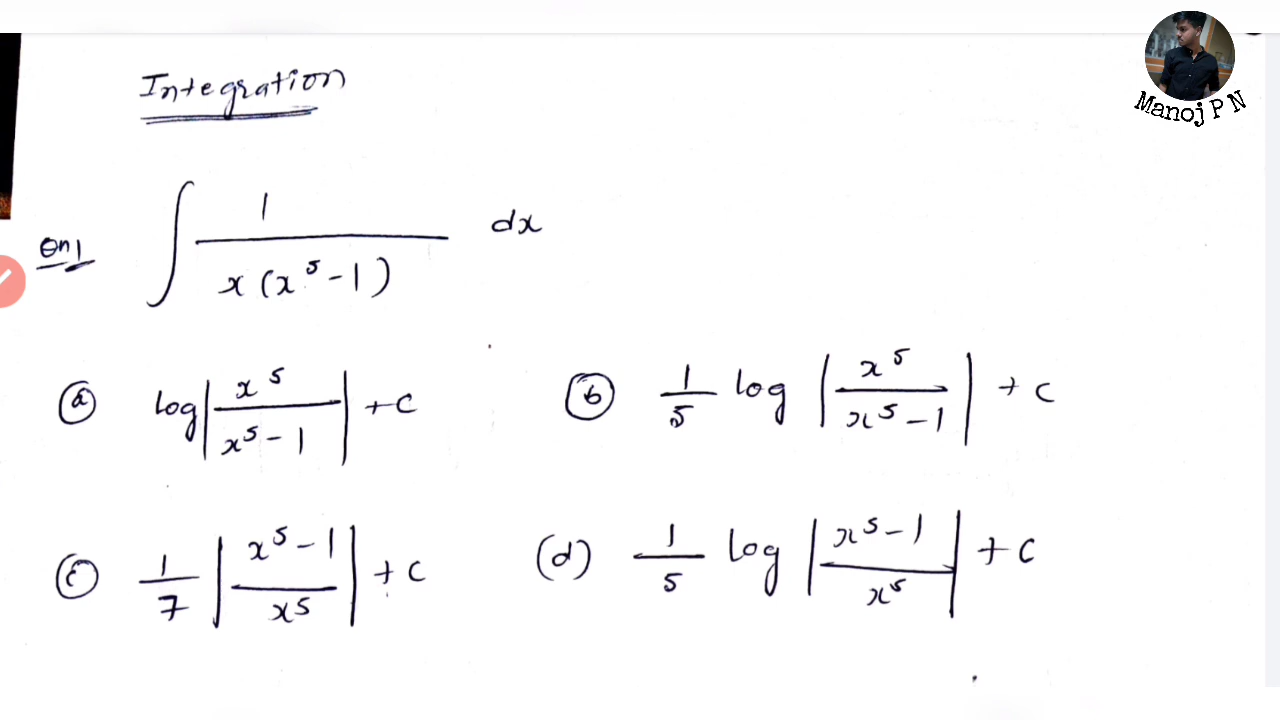 Manoj P N
Integration
Qn1 ∫ 1 / x(x⁵-1) dx
(a) log|x⁵ / x⁵-1| + c
(b) 1/5 log |x⁵ / x⁵-1| + c
(c) 1/7 |x⁵-1 / x⁵| + c
(d) 1/5 log |x⁵-1 / x⁵| + c